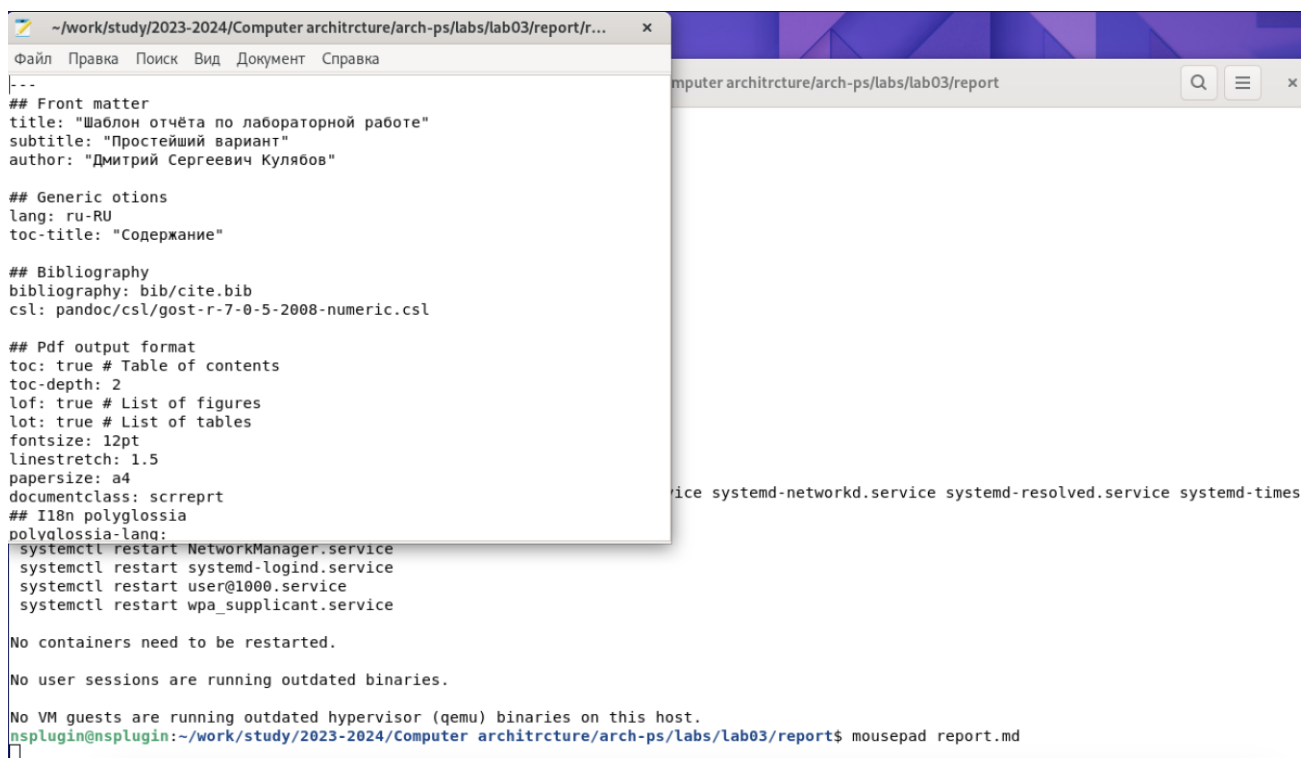 ~/work/study/2023-2024/Computer architrcture/arch-ps/labs/lab03/report/r...
Файл Правка Поиск Вид Документ Справка
---
## Front matter
title: "Шаблон отчёта по лабораторной работе"
subtitle: "Простейший вариант"
author: "Дмитрий Сергеевич Кулябов"
## Generic otions
lang: ru-RU
toc-title: "Содержание"
## Bibliography
bibliography: bib/cite.bib
csl: pandoc/csl/gost-r-7-0-5-2008-numeric.csl
## Pdf output format
toc: true # Table of contents
toc-depth: 2
lof: true # List of figures
lot: true # List of tables
fontsize: 12pt
linestretch: 1.5
papersize: a4
documentclass: scrreprt
## I18n polyglossia
polyglossia-lang:
mputer architrcture/arch-ps/labs/lab03/report
vice systemd-networkd.service systemd-resolved.service systemd-times
systemctl restart NetworkManager.service
systemctl restart systemd-logind.service
systemctl restart user@1000.service
systemctl restart wpa_supplicant.service
No containers need to be restarted.
No user sessions are running outdated binaries.
No VM guests are running outdated hypervisor (qemu) binaries on this host.
nsplugin@nsplugin:~/work/study/2023-2024/Computer architrcture/arch-ps/labs/lab03/report$ mousepad report.md